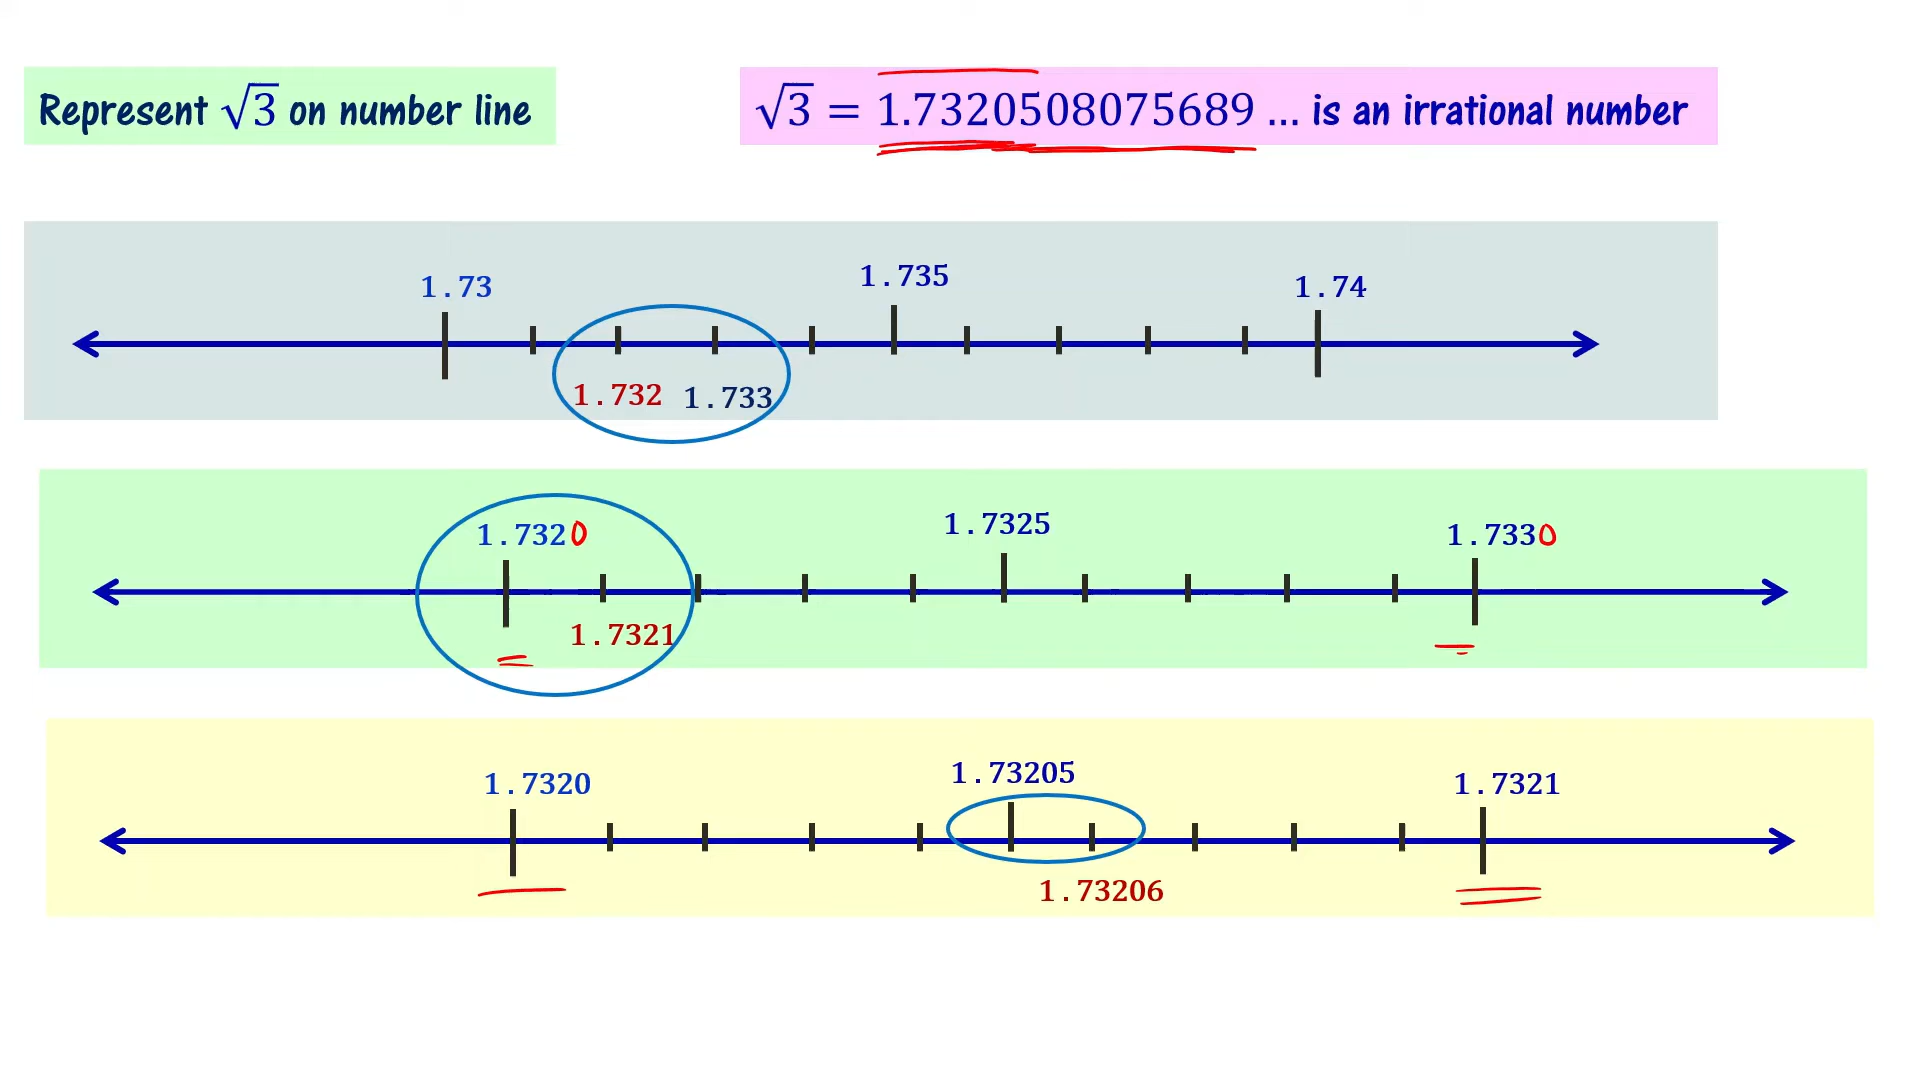 Represent √3 on number line
√3 = 1.7320508075689 ... is an irrational number
1.73 1.735 1.74
1.732 1.733
1.7320 1.7325 1.7330
1.7321
1.7320 1.73205 1.7321
1.73206